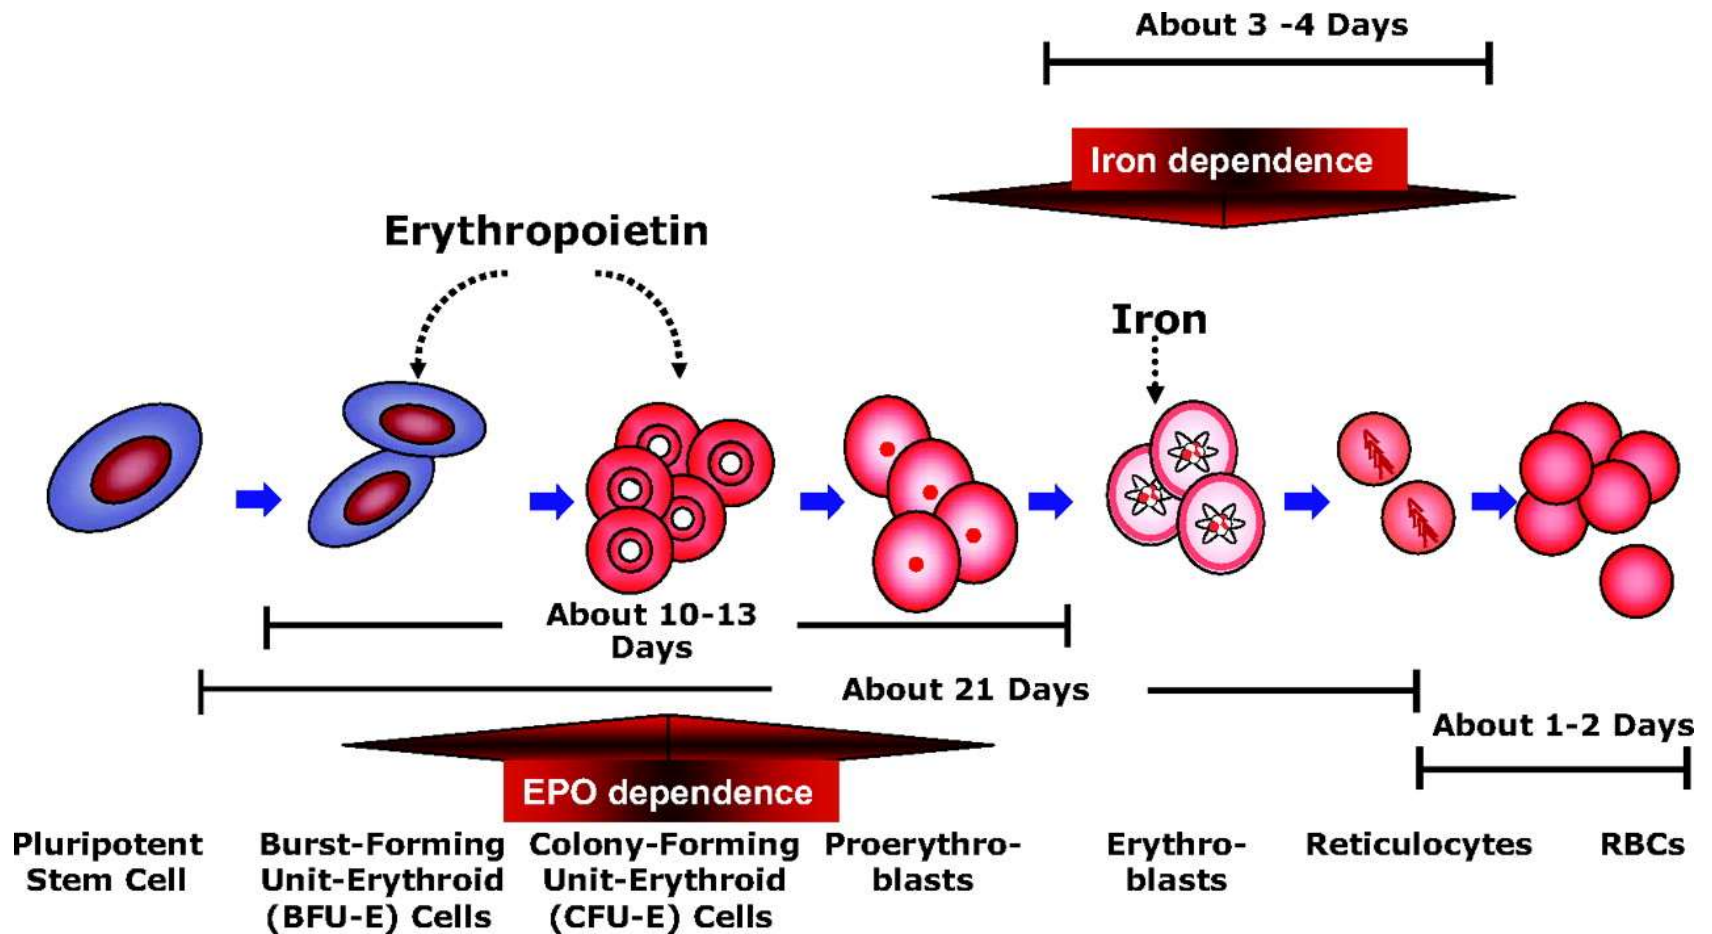 About 3 -4 Days
Iron dependence
Erythropoietin
Iron
About 10-13
Days
About 21 Days
About 1-2 Days
EPO dependence
Pluripotent
Stem Cell
Burst-Forming
Unit-Erythroid
(BFU-E) Cells
Colony-Forming
Unit-Erythroid
(CFU-E) Cells
Proerythro-
blasts
Erythro-
blasts
Reticulocytes
RBCs